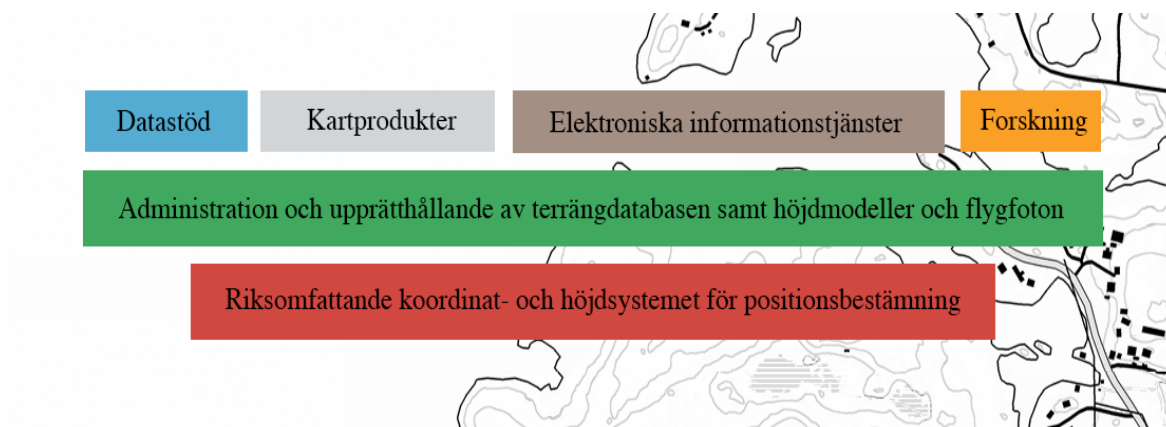 Datastöd
Kartprodukter
Elektroniska informationstjänster
Forskning
Administration och upprätthållande av terrängdatabasen samt höjdmodeller och flygfoton
Riksomfattande koordinat- och höjdsystemet för positionsbestämning